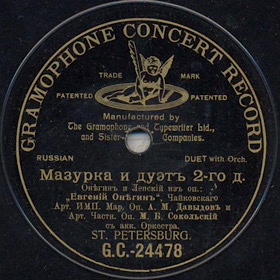 GRAMOPHONE CONCERT RECORD
TRADE MARK
PATENTED PATENTED
Manufactured by
The Gramophone and Typewriter Ltd.,
and Sister Companies.
RUSSIAN DUET with Orch.
Мазурка и дуэтъ 2-го д.
Онѣгинъ и Ленскій изъ оп.:
„Евгеній Онѣгинъ", Чайковскаго
Арт. ИМП. Мар. Оп. А. М. Давыдовъ и
Арт. Части. Оп. М. Б. Сокольскій
съ акк. Оркестра.
ST. PETERSBURG.
G.C.-24478